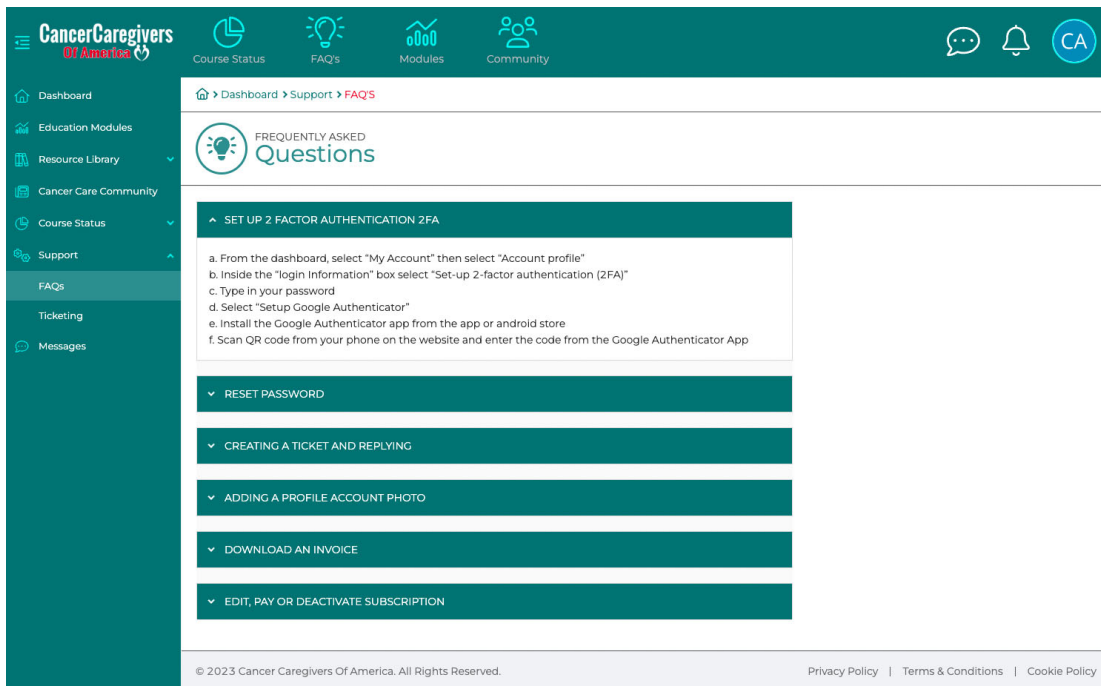 CancerCaregivers
Of America
Course Status
FAQ's
Modules
Community
CA
Dashboard
Education Modules
Resource Library
Cancer Care Community
Course Status
Support
FAQs
Ticketing
Messages
Dashboard Support FAQ'S
FREQUENTLY ASKED
Questions
SET UP 2 FACTOR AUTHENTICATION 2FA
a. From the dashboard, select "My Account" then select "Account profile"
b. Inside the "login Information" box select "Set-up 2-factor authentication (2FA)"
c. Type in your password
d. Select "Setup Google Authenticator"
e. Install the Google Authenticator app from the app or android store
f. Scan QR code from your phone on the website and enter the code from the Google Authenticator App
RESET PASSWORD
CREATING A TICKET AND REPLYING
ADDING A PROFILE ACCOUNT PHOTO
DOWNLOAD AN INVOICE
EDIT, PAY OR DEACTIVATE SUBSCRIPTION
© 2023 Cancer Caregivers Of America. All Rights Reserved.
Privacy Policy | Terms & Conditions | Cookie Policy